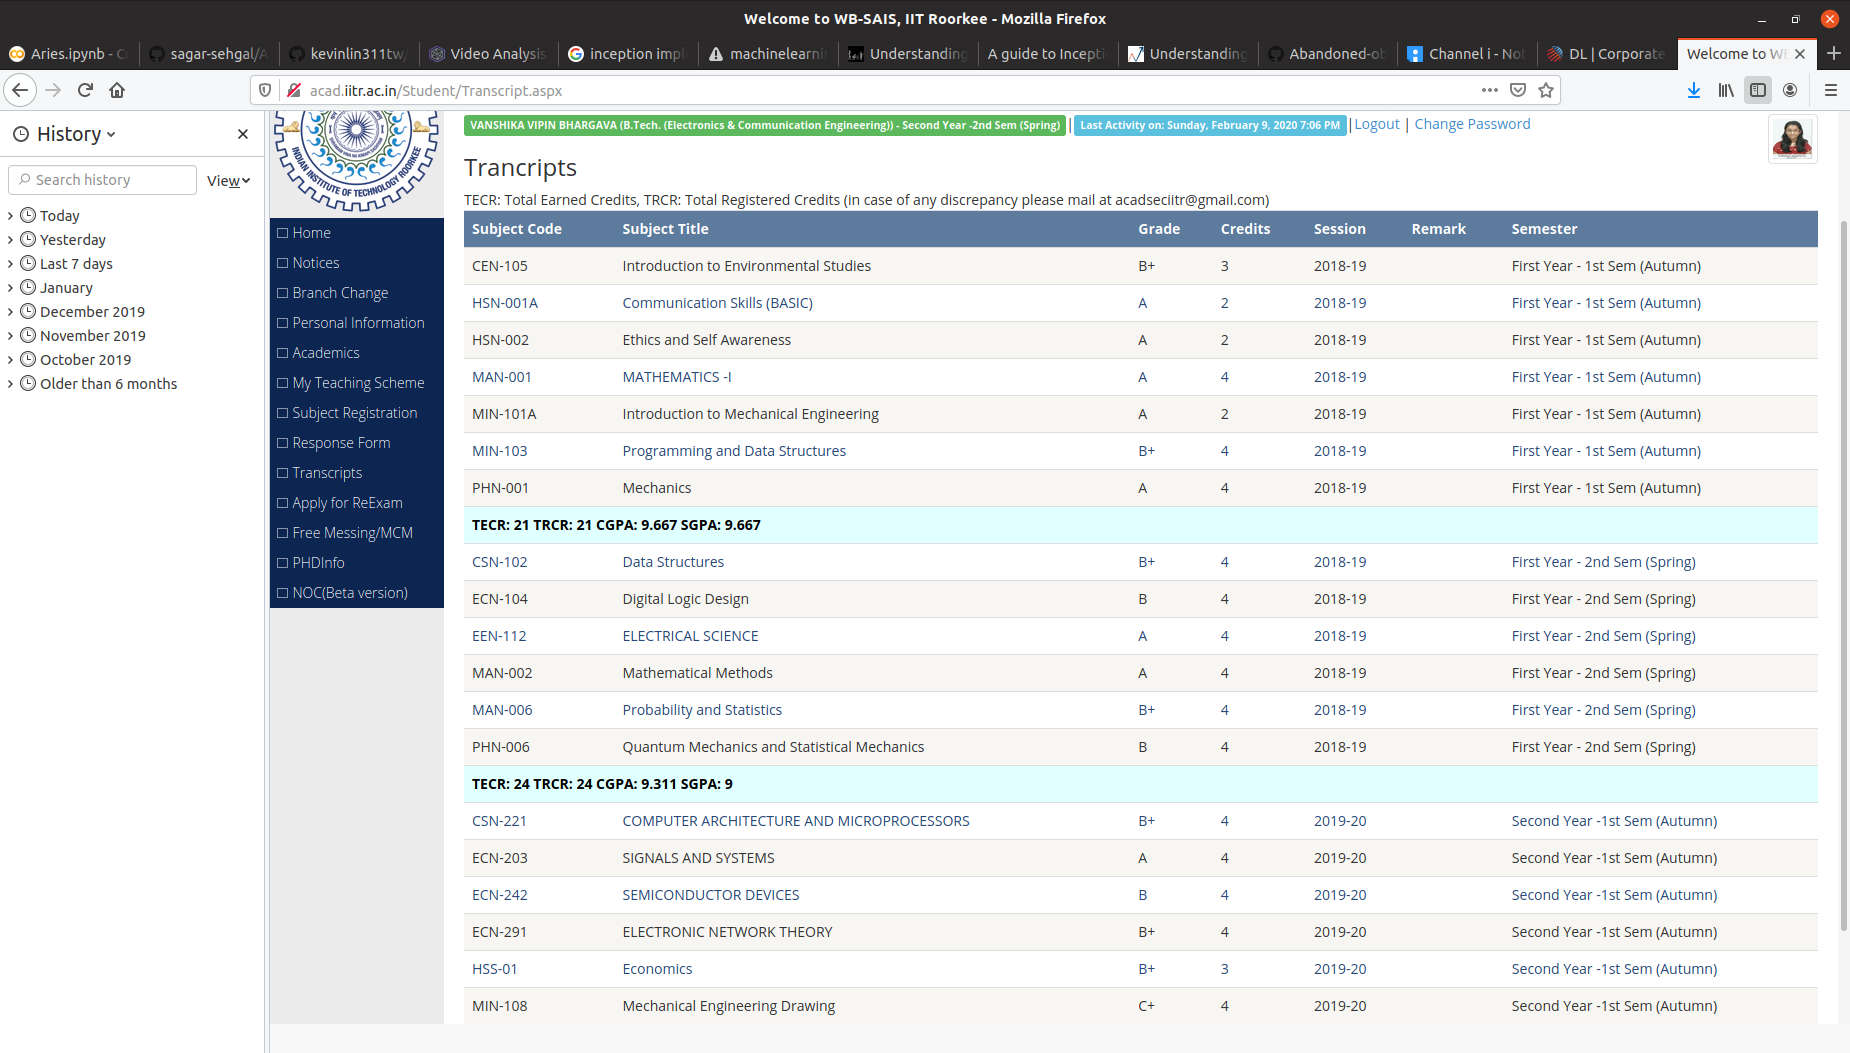 Welcome to WB-SAIS, IIT Roorkee - Mozilla Firefox
Aries.ipynb - C
sagar-sehgal/A
kevinlin311tw/
Video Analysis
inception impl
machinelearni
Understanding
A guide to Incepti
Understanding
Abandoned-ob
Channel i - Not
DL | Corporate
Welcome to WB
acad.iitr.ac.in/Student/Transcript.aspx
History
Search history
View
Today
Yesterday
Last 7 days
January
December 2019
November 2019
October 2019
Older than 6 months
INDIAN INSTITUTE OF TECHNOLOGY ROORKEE
Home
Notices
Branch Change
Personal Information
Academics
My Teaching Scheme
Subject Registration
Response Form
Transcripts
Apply for ReExam
Free Messing/MCM
PHDInfo
NOC(Beta version)
VANSHIKA VIPIN BHARGAVA (B.Tech. (Electronics & Communication Engineering)) - Second Year -2nd Sem (Spring) | Last Activity on: Sunday, February 9, 2020 7:06 PM | Logout | Change Password
Trancripts
TECR: Total Earned Credits, TRCR: Total Registered Credits (in case of any discrepancy please mail at acadseciitr@gmail.com)
Subject Code Subject Title Grade Credits Session Remark Semester
CEN-105 Introduction to Environmental Studies B+ 3 2018-19 First Year - 1st Sem (Autumn)
HSN-001A Communication Skills (BASIC) A 2 2018-19 First Year - 1st Sem (Autumn)
HSN-002 Ethics and Self Awareness A 2 2018-19 First Year - 1st Sem (Autumn)
MAN-001 MATHEMATICS -I A 4 2018-19 First Year - 1st Sem (Autumn)
MIN-101A Introduction to Mechanical Engineering A 2 2018-19 First Year - 1st Sem (Autumn)
MIN-103 Programming and Data Structures B+ 4 2018-19 First Year - 1st Sem (Autumn)
PHN-001 Mechanics A 4 2018-19 First Year - 1st Sem (Autumn)
TECR: 21 TRCR: 21 CGPA: 9.667 SGPA: 9.667
CSN-102 Data Structures B+ 4 2018-19 First Year - 2nd Sem (Spring)
ECN-104 Digital Logic Design B 4 2018-19 First Year - 2nd Sem (Spring)
EEN-112 ELECTRICAL SCIENCE A 4 2018-19 First Year - 2nd Sem (Spring)
MAN-002 Mathematical Methods A 4 2018-19 First Year - 2nd Sem (Spring)
MAN-006 Probability and Statistics B+ 4 2018-19 First Year - 2nd Sem (Spring)
PHN-006 Quantum Mechanics and Statistical Mechanics B 4 2018-19 First Year - 2nd Sem (Spring)
TECR: 24 TRCR: 24 CGPA: 9.311 SGPA: 9
CSN-221 COMPUTER ARCHITECTURE AND MICROPROCESSORS B+ 4 2019-20 Second Year -1st Sem (Autumn)
ECN-203 SIGNALS AND SYSTEMS A 4 2019-20 Second Year -1st Sem (Autumn)
ECN-242 SEMICONDUCTOR DEVICES B 4 2019-20 Second Year -1st Sem (Autumn)
ECN-291 ELECTRONIC NETWORK THEORY B+ 4 2019-20 Second Year -1st Sem (Autumn)
HSS-01 Economics B+ 3 2019-20 Second Year -1st Sem (Autumn)
MIN-108 Mechanical Engineering Drawing C+ 4 2019-20 Second Year -1st Sem (Autumn)